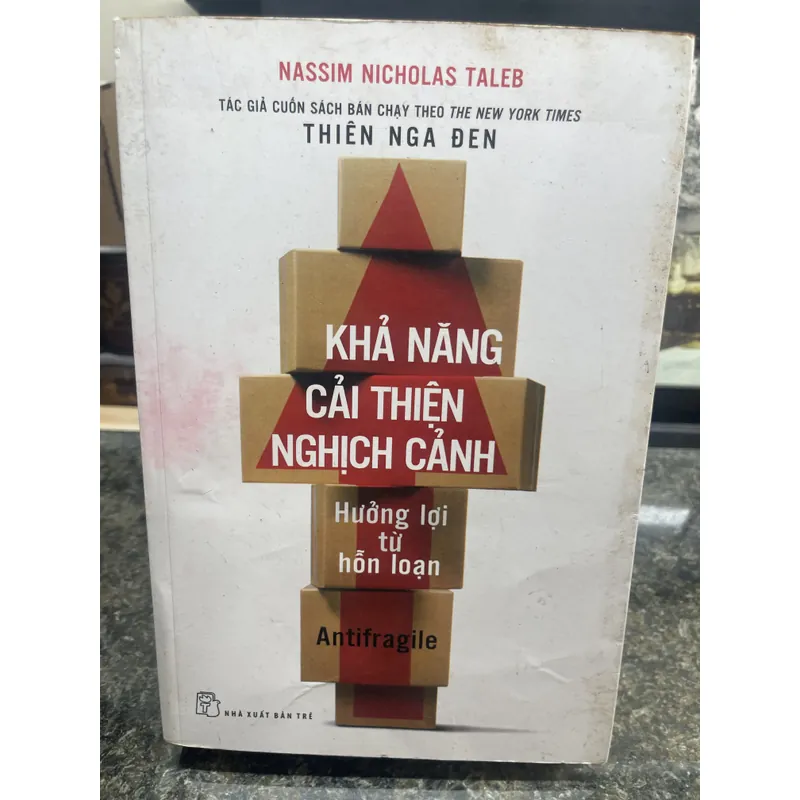 NASSIM NICHOLAS TALEB
TÁC GIẢ CUỐN SÁCH BÁN CHẠY THEO THE NEW YORK TIMES
THIÊN NGA ĐEN
KHẢ NĂNG
CẢI THIỆN
NGHỊCH CẢNH
Hưởng lợi
từ
hỗn loạn
Antifragile
NHÀ XUẤT BẢN TRẺ